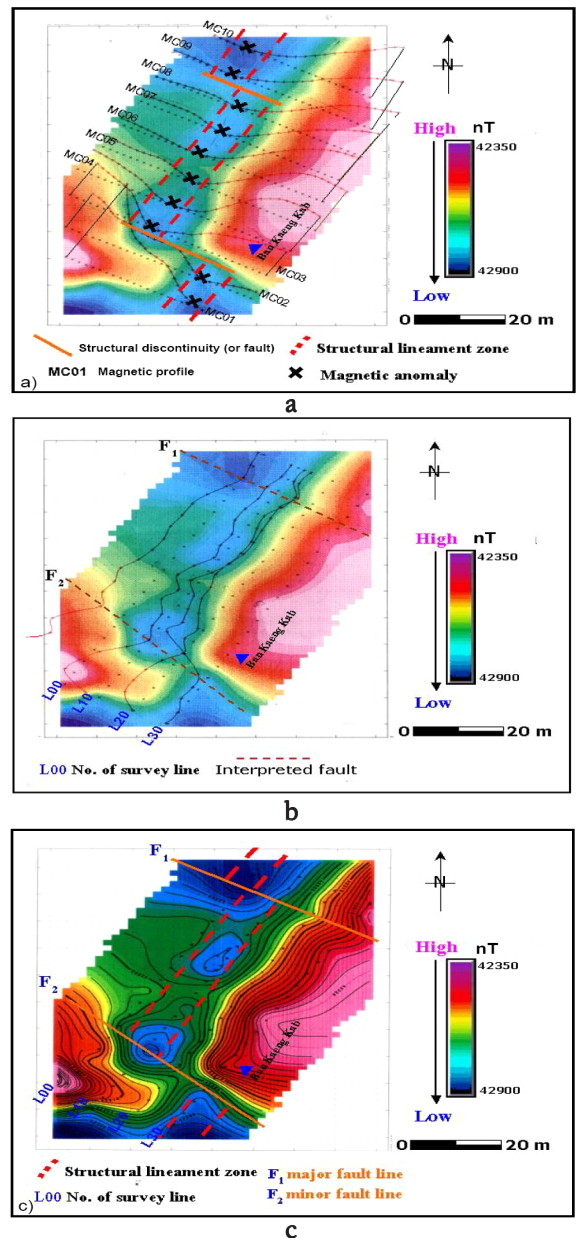 MC10
MC09
MC08
MC07
MC06
MC05
MC04
MC03
MC02
MC01
Ban Kaeng Kab
N
High nT
42350
42900
Low
0 20 m
Structural discontinuity (or fault) Structural lineament zone
MC01 Magnetic profile Magnetic anomaly
a)
a
F1
F2
N
High nT
42350
42900
Low
Ban Kaeng Kab
L00
L10
L20
L30
0 20 m
L00 No. of survey line Interpreted fault
b
F1
F2
N
High nT
42350
42900
Low
Ban Kaeng Kab
L00
L30
0 20 m
Structural lineament zone F1 major fault line
L00 No. of survey line F2 minor fault line
c)
c